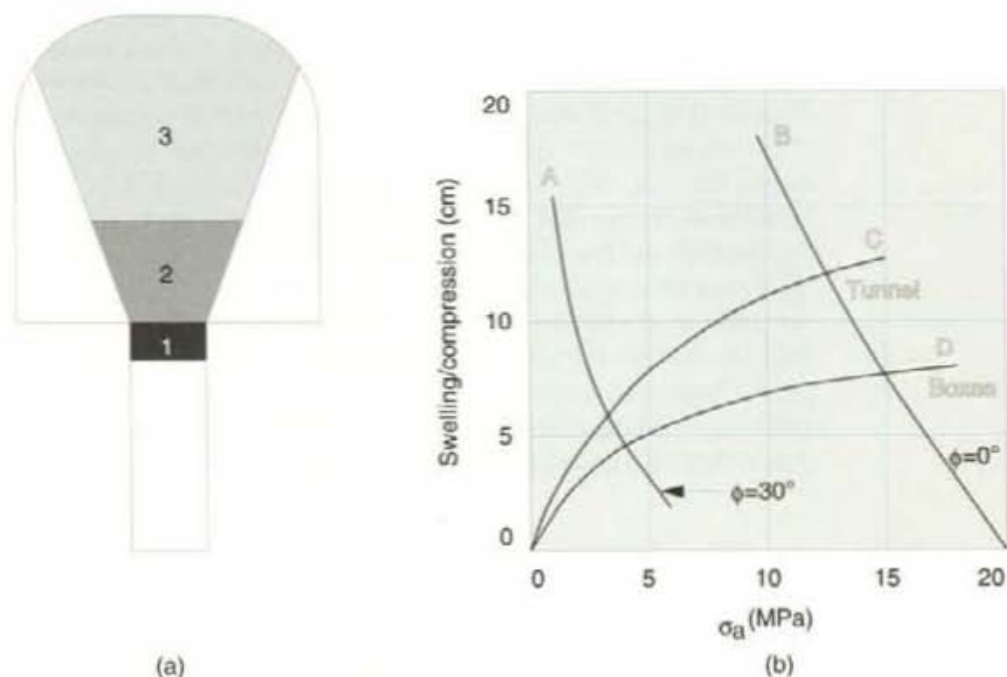 3
2
1
(a)
Swelling/compression (cm)
20
15
10
5
0
A
B
C
Tunnel
D
Boxes
ϕ=0°
ϕ=30°
0 5 10 15 20
σa (MPa)
(b)